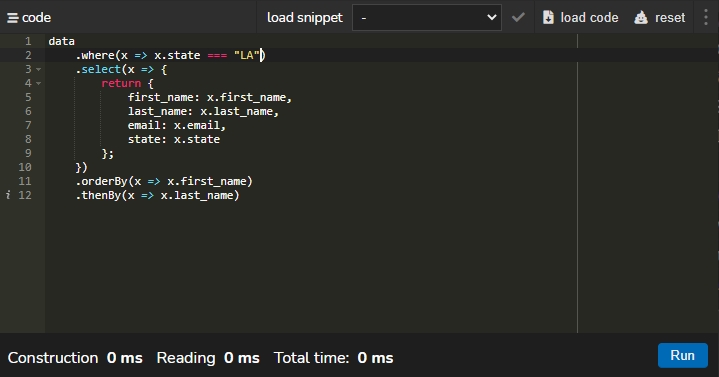 code load snippet - load code reset
1 data
2 .where(x => x.state === "LA")
3 .select(x => {
4 return {
5 first_name: x.first_name,
6 last_name: x.last_name,
7 email: x.email,
8 state: x.state
9 };
10 })
11 .orderBy(x => x.first_name)
i 12 .thenBy(x => x.last_name)
Construction 0 ms Reading 0 ms Total time: 0 ms Run